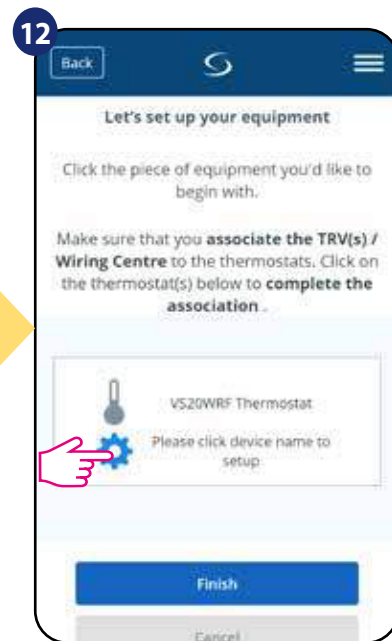 12
Back
Let's set up your equipment
Click the piece of equipment you'd like to
begin with.
Make sure that you associate the TRV(s) /
Wiring Centre to the thermostats. Click on
the thermostat(s) below to complete the
association .
VS20WRF Thermostat
Please click device name to
setup
Finish
Cancel